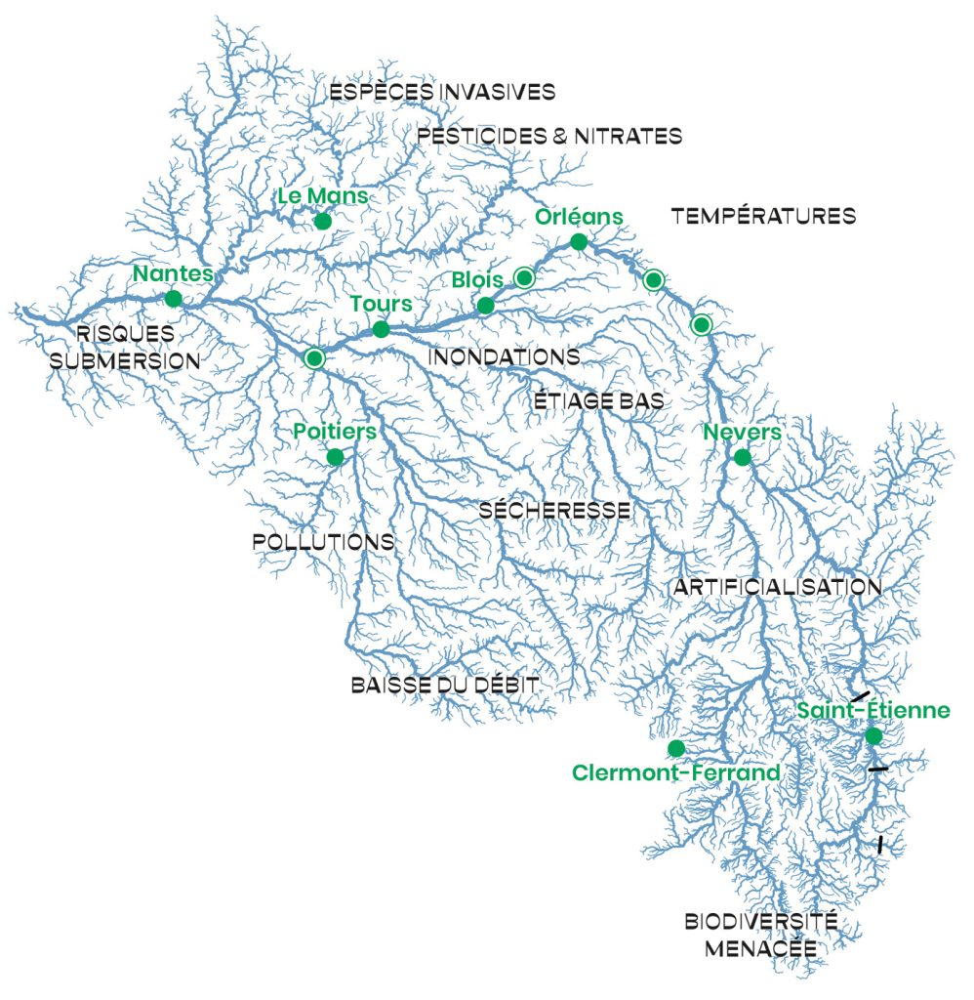 ESPÈCES INVASIVES
PESTICIDES & NITRATES
Le Mans
Orléans
TEMPÉRATURES
Nantes
Blois
Tours
RISQUES
SUBMERSION
INONDATIONS
ÉTIAGE BAS
Poitiers
Nevers
SÉCHERESSE
POLLUTIONS
ARTIFICIALISATION
BAISSE DU DÉBIT
Saint-Étienne
Clermont-Ferrand
BIODIVERSITÉ
MENACÉE